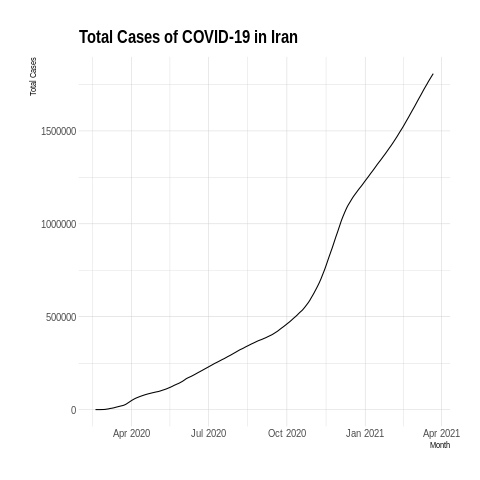 Total Cases of COVID-19 in Iran
Total Cases
1500000
1000000
500000
0
Apr 2020 Jul 2020 Oct 2020 Jan 2021 Apr 2021
Month